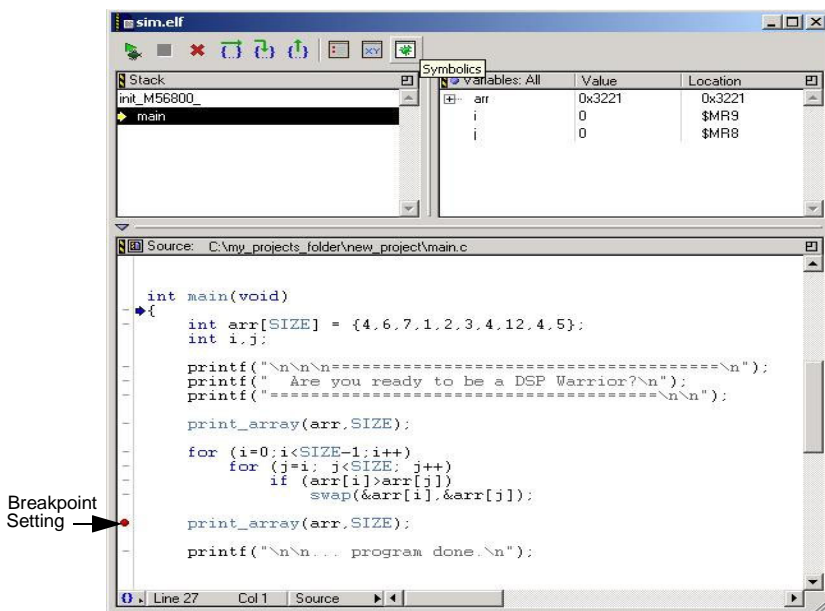 sim.elf
Symbolics
Stack
Variables: All Value Location
init_M56800_
main
arr 0x3221 0x3221
i 0 $MR9
j 0 $MR8
Source: C:\my_projects_folder\new_project\main.c
int main(void)
{
int arr[SIZE] = {4,6,7,1,2,3,4,12,4,5};
int i,j;
printf("\n\n\n======================================\n");
printf("  Are you ready to be a DSP Warrior?\n");
printf("======================================\n\n");
print_array(arr,SIZE);
for (i=0;i<SIZE-1;i++)
for (j=i; j<SIZE; j++)
if (arr[i]>arr[j])
swap(&arr[i],&arr[j]);
Breakpoint
Setting
print_array(arr,SIZE);
printf("\n\n... program done.\n");
Line 27 Col 1 Source